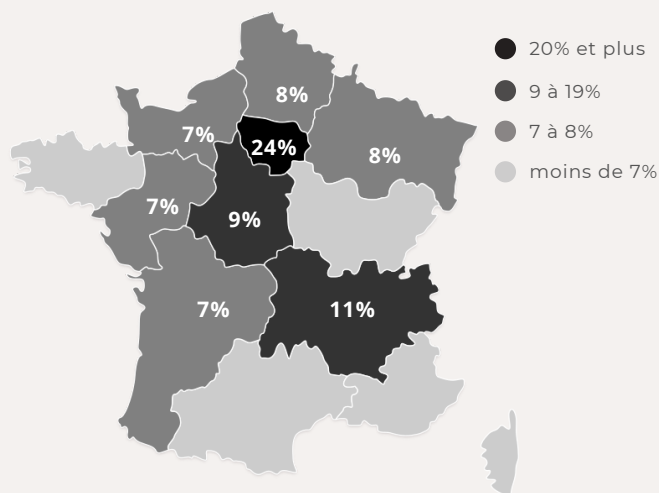 20% et plus
9 à 19%
7 à 8%
moins de 7%
8%
7%
24%
8%
7%
9%
7%
11%